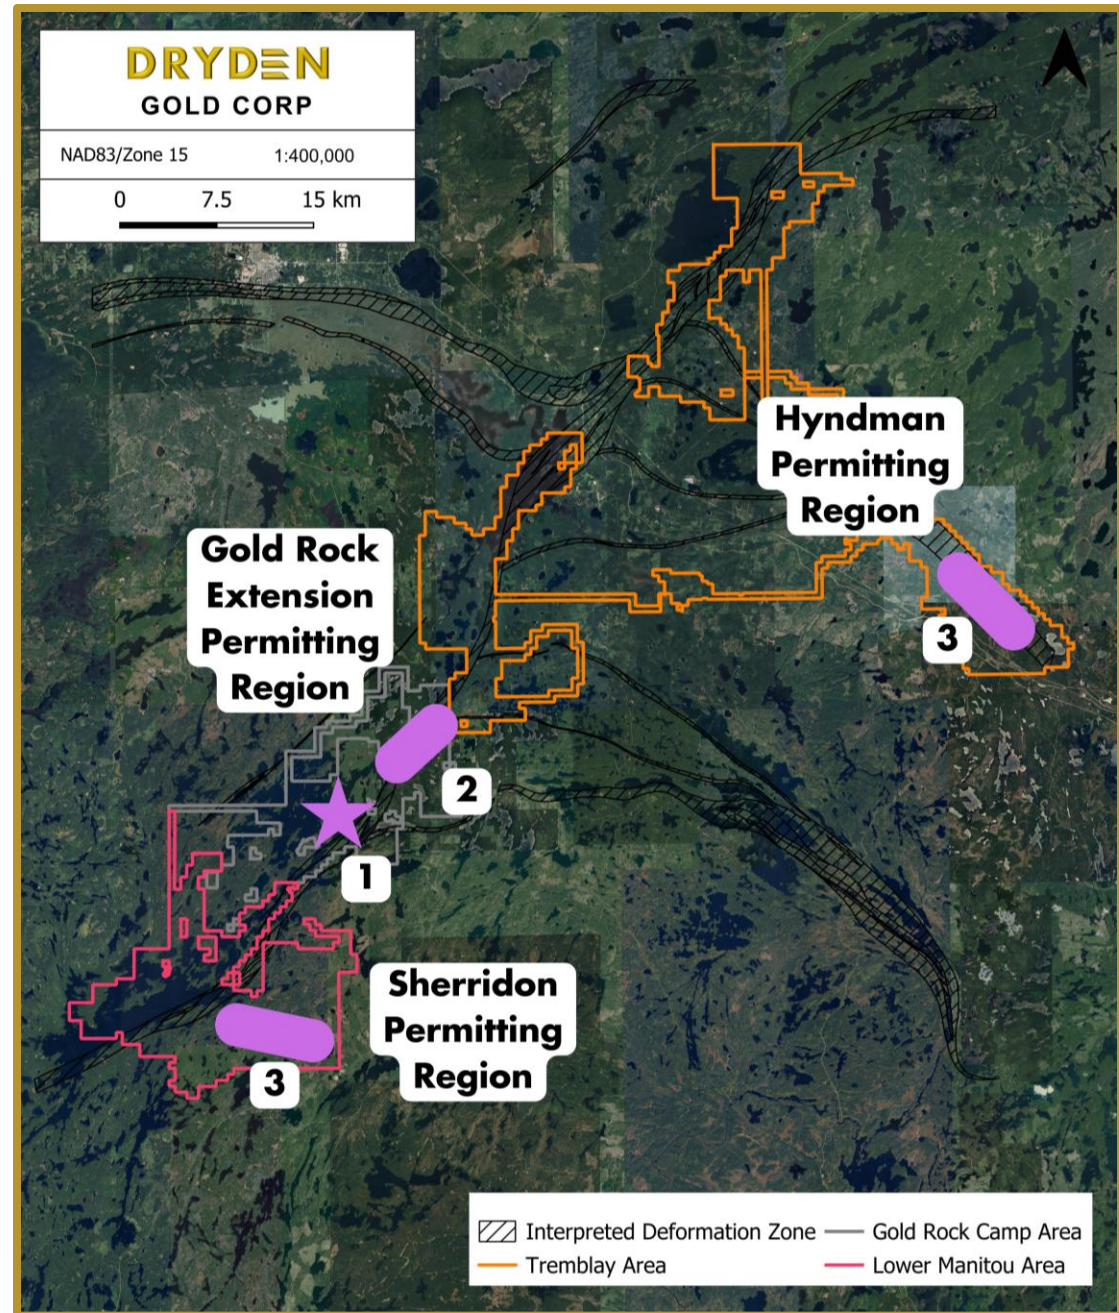 DRYDEN
GOLD CORP
NAD83/Zone 15 1:400,000
0 7.5 15 km
Hyndman
Permitting
Region
Gold Rock
Extension
Permitting
Region
3
2
1
Sherridon
Permitting
Region
3
Interpreted Deformation Zone
Gold Rock Camp Area
Tremblay Area
Lower Manitou Area